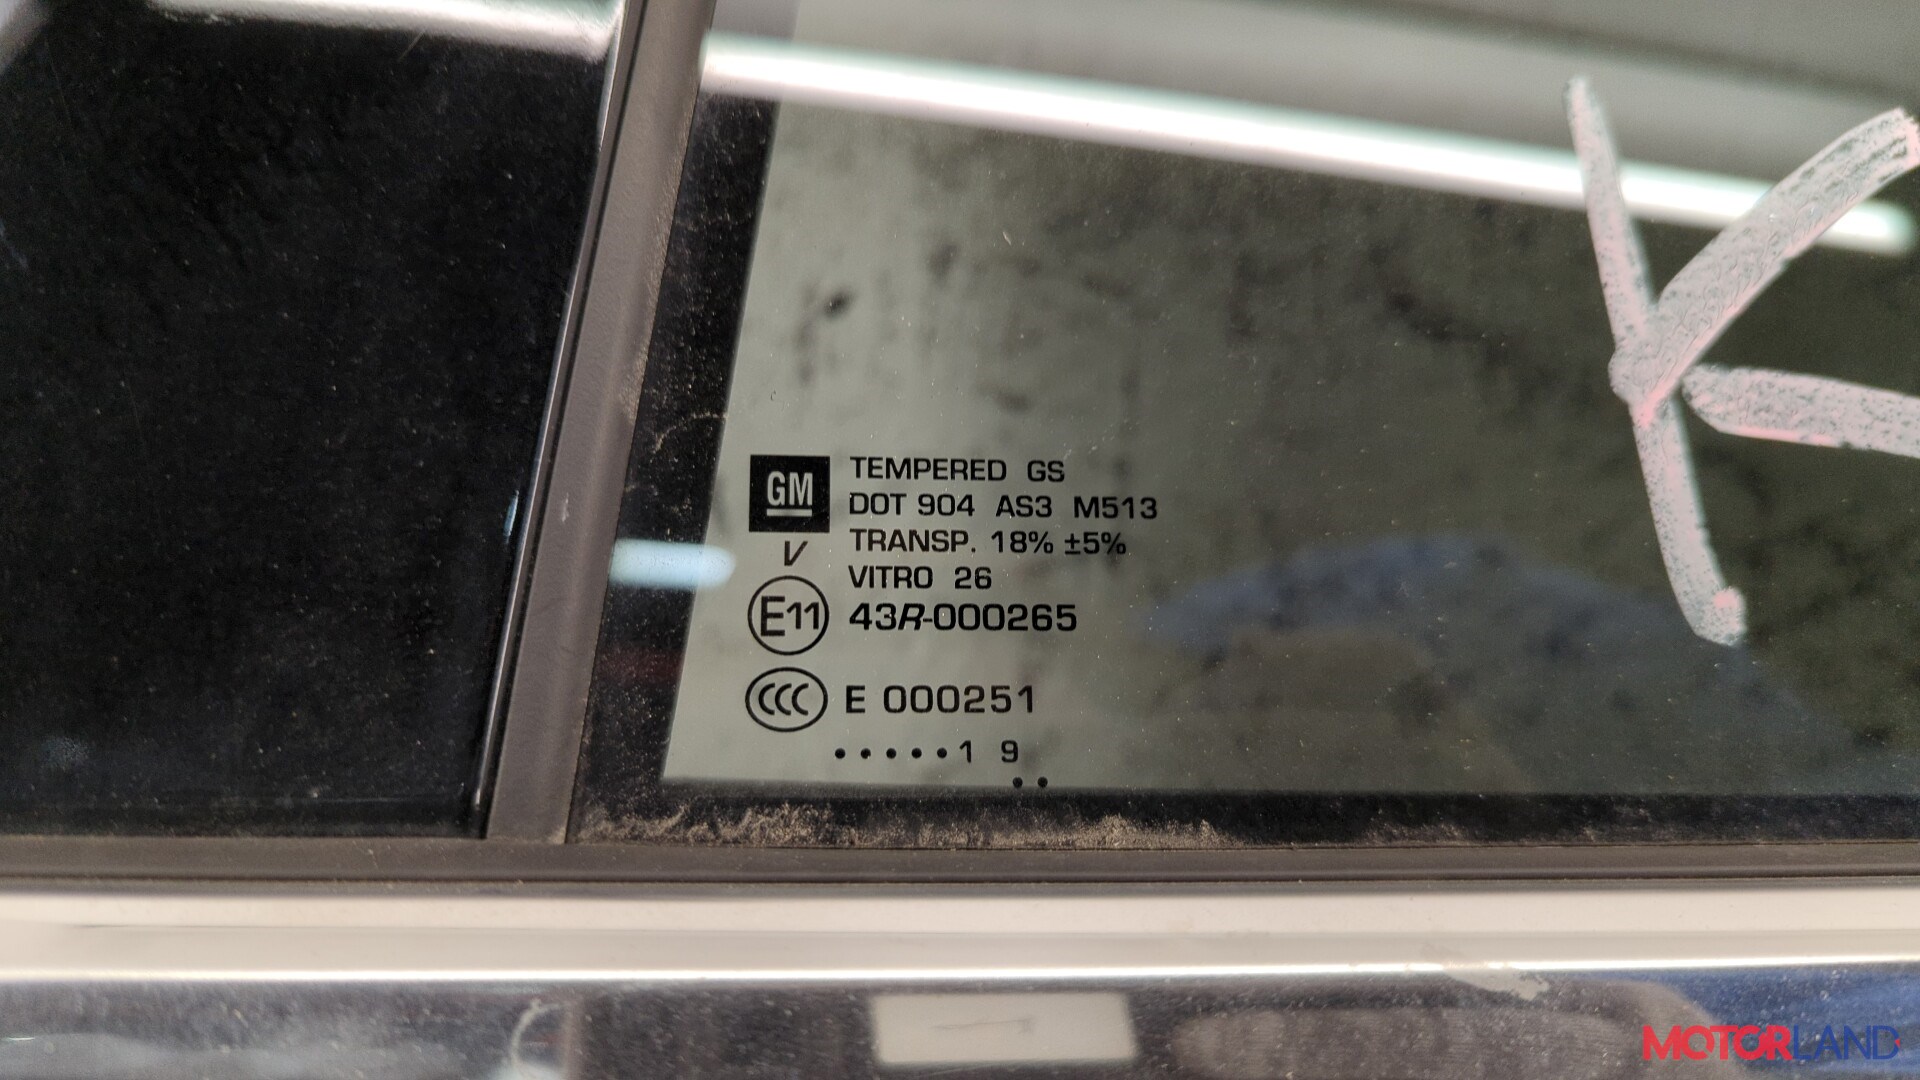 K
GM
TEMPERED GS
DOT 904 AS3 M513
TRANSP. 18% ±5%
V
VITRO 26
E11 43R-000265
CCC E 000251
•••••1 9
••
MOTORLAND